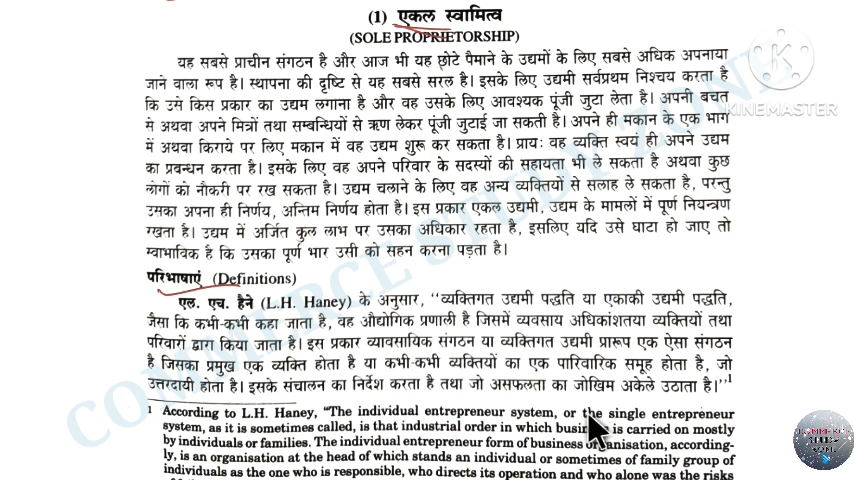 (1) एकल स्वामित्व
(SOLE PROPRIETORSHIP)
यह सबसे प्राचीन संगठन है और आज भी यह छोटे पैमाने के उद्यमों के लिए सबसे अधिक अपनाया
जाने वाला रूप है। स्थापना की दृष्टि से यह सबसे सरल है। इसके लिए उद्यमी सर्वप्रथम निश्चय करता है
कि उसे किस प्रकार का उद्यम लगाना है और वह उसके लिए आवश्यक पूंजी जुटा लेता है। अपनी बचत
से अथवा अपने मित्रों तथा सम्बन्धियों से ऋण लेकर पूंजी जुटाई जा सकती है। अपने ही मकान के एक भाग
में अथवा किराये पर लिए मकान में वह उद्यम शुरू कर सकता है। प्रायः वह व्यक्ति स्वयं ही अपने उद्यम
का प्रबन्धन करता है। इसके लिए वह अपने परिवार के सदस्यों की सहायता भी ले सकता है अथवा कुछ
लोगों को नौकरी पर रख सकता है। उद्यम चलाने के लिए वह अन्य व्यक्तियों से सलाह ले सकता है, परन्तु
उसका अपना ही निर्णय, अन्तिम निर्णय होता है। इस प्रकार एकल उद्यमी, उद्यम के मामलों में पूर्ण नियन्त्रण
रखता है। उद्यम में अर्जित कुल लाभ पर उसका अधिकार रहता है, इसलिए यदि उसे घाटा हो जाए तो
स्वाभाविक है कि उसका पूर्ण भार उसी को सहन करना पड़ता है।
परिभाषाएं (Definitions)
एल. एच. हैने (L.H. Haney) के अनुसार, “व्यक्तिगत उद्यमी पद्धति या एकाकी उद्यमी पद्धति,
जैसा कि कभी-कभी कहा जाता है, वह औद्योगिक प्रणाली है जिसमें व्यवसाय अधिकांशतया व्यक्तियों तथा
परिवारों द्वारा किया जाता है। इस प्रकार व्यावसायिक संगठन या व्यक्तिगत उद्यमी प्रारूप एक ऐसा संगठन
है जिसका प्रमुख एक व्यक्ति होता है या कभी-कभी व्यक्तियों का एक पारिवारिक समूह होता है, जो
उत्तरदायी होता है। इसके संचालन का निर्देश करता है तथा जो असफलता का जोखिम अकेले उठाता है।”1
1 According to L.H. Haney, "The individual entrepreneur system, or the single entrepreneur
system, as it is sometimes called, is that industrial order in which business is carried on mostly
by individuals or families. The individual entrepreneur form of business organisation, according-
ly, is an organisation at the head of which stands an individual or sometimes of family group of
individuals as the one who is responsible, who directs its operation and who alone was the risks
COMMERCE STUDY ZONE
KINEMASTER
COMMERCE
STUDY
ZONE